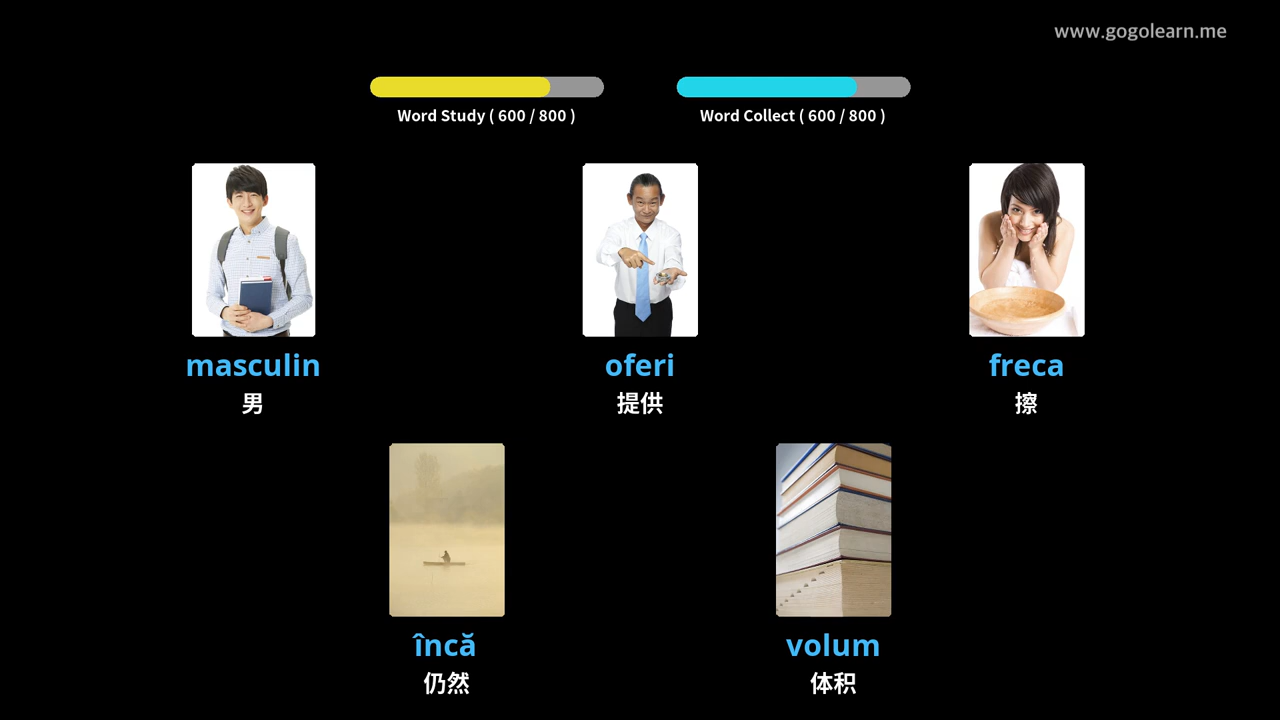 www.gogolearn.me
Word Study ( 600 / 800 )
Word Collect ( 600 / 800 )
masculin
男
oferi
提供
freca
擦
încă
仍然
volum
体积